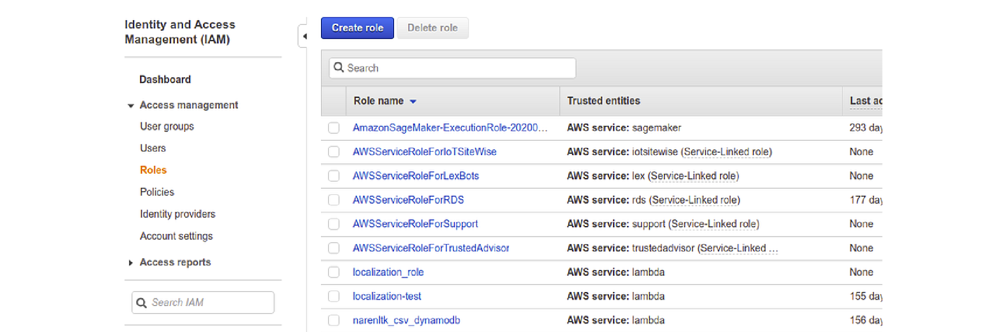 Identity and Access
Management (IAM)
Dashboard
Access management
User groups
Users
Roles
Policies
Identity providers
Account settings
Access reports
Search IAM
Create role Delete role
Search
Role name Trusted entities Last ac
AmazonSageMaker-ExecutionRole-20200... AWS service: sagemaker 293 day
AWSServiceRoleForIoTSiteWise AWS service: iotsitewise (Service-Linked role) None
AWSServiceRoleForLexBots AWS service: lex (Service-Linked role) None
AWSServiceRoleForRDS AWS service: rds (Service-Linked role) 177 day
AWSServiceRoleForSupport AWS service: support (Service-Linked role) None
AWSServiceRoleForTrustedAdvisor AWS service: trustedadvisor (Service-Linked ... None
localization_role AWS service: lambda None
localization-test AWS service: lambda 155 day
narenltk_csv_dynamodb AWS service: lambda 156 day